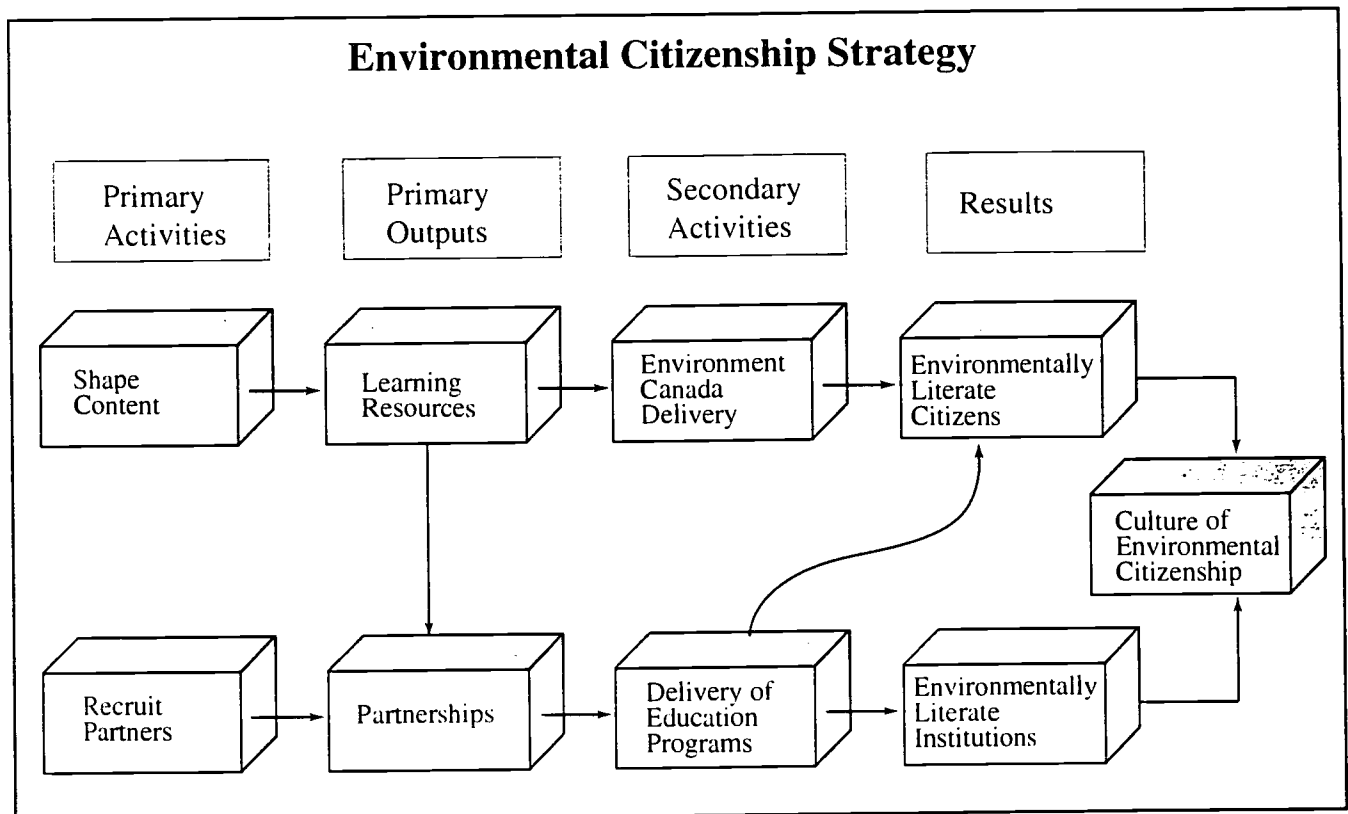 Environmental Citizenship Strategy
Primary
Activities
Primary
Outputs
Secondary
Activities
Results
Shape
Content
Learning
Resources
Environment
Canada
Delivery
Environmentally
Literate
Citizens
Culture of
Environmental
Citizenship
Recruit
Partners
Partnerships
Delivery of
Education
Programs
Environmentally
Literate
Institutions